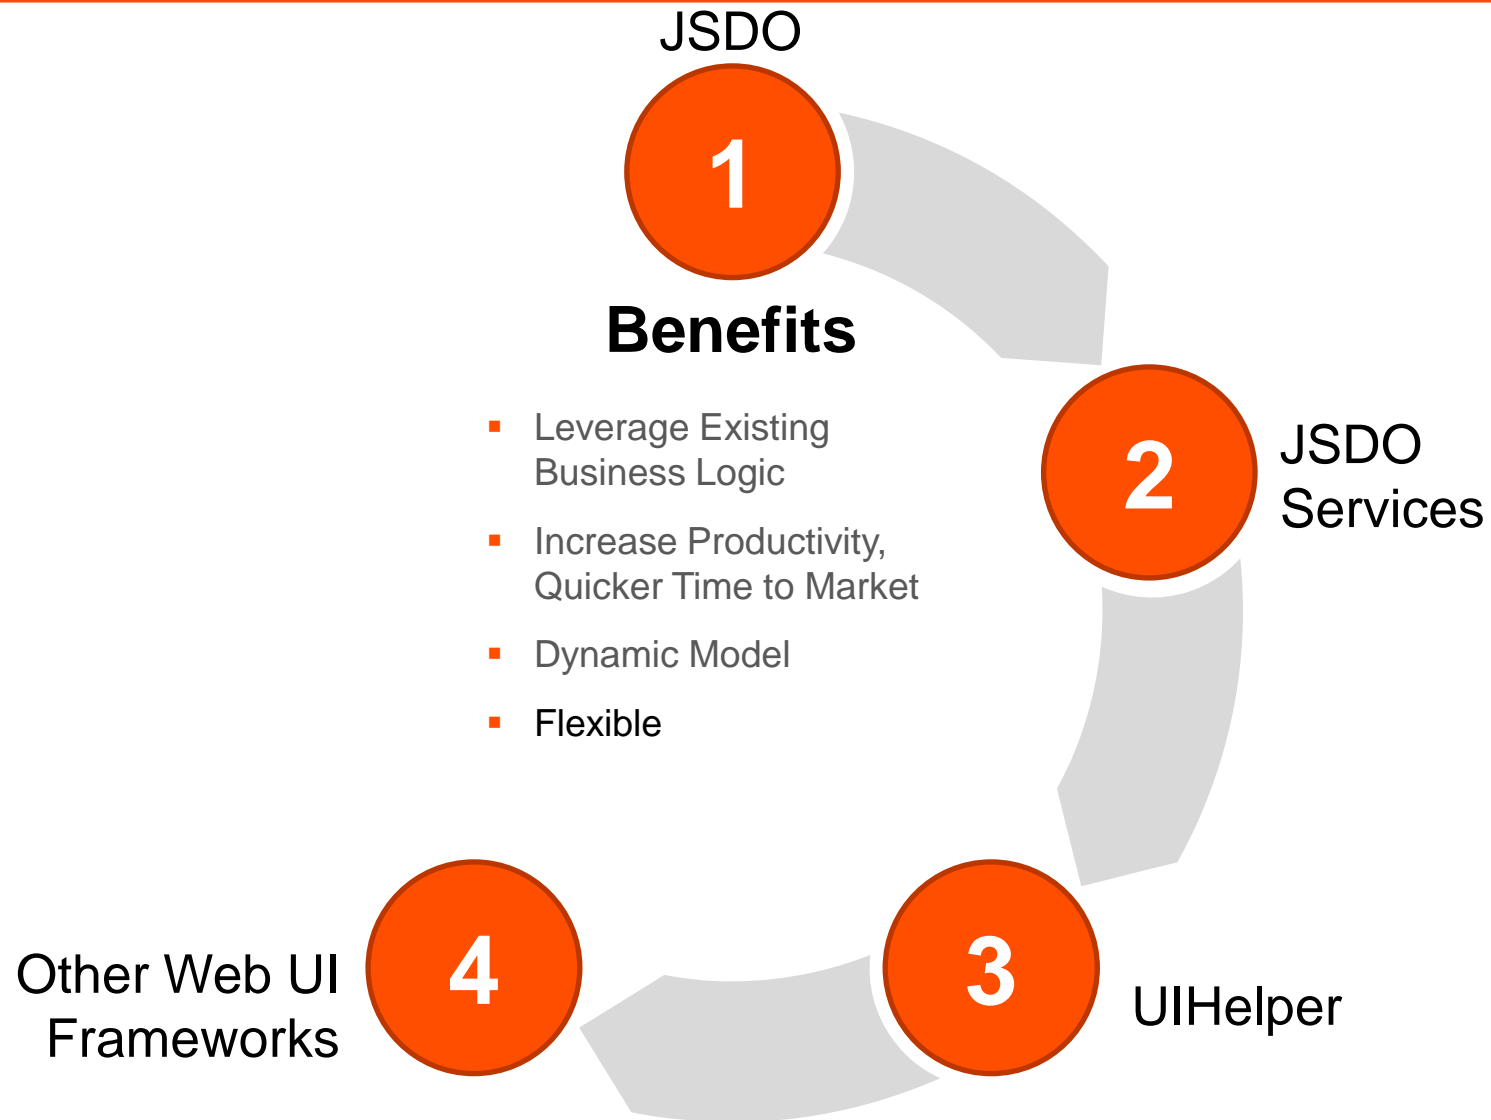 JSDO
1
Benefits
▪ Leverage Existing
Business Logic
▪ Increase Productivity,
Quicker Time to Market
▪ Dynamic Model
▪ Flexible
2
JSDO
Services
3
UIHelper
4
Other Web UI
Frameworks